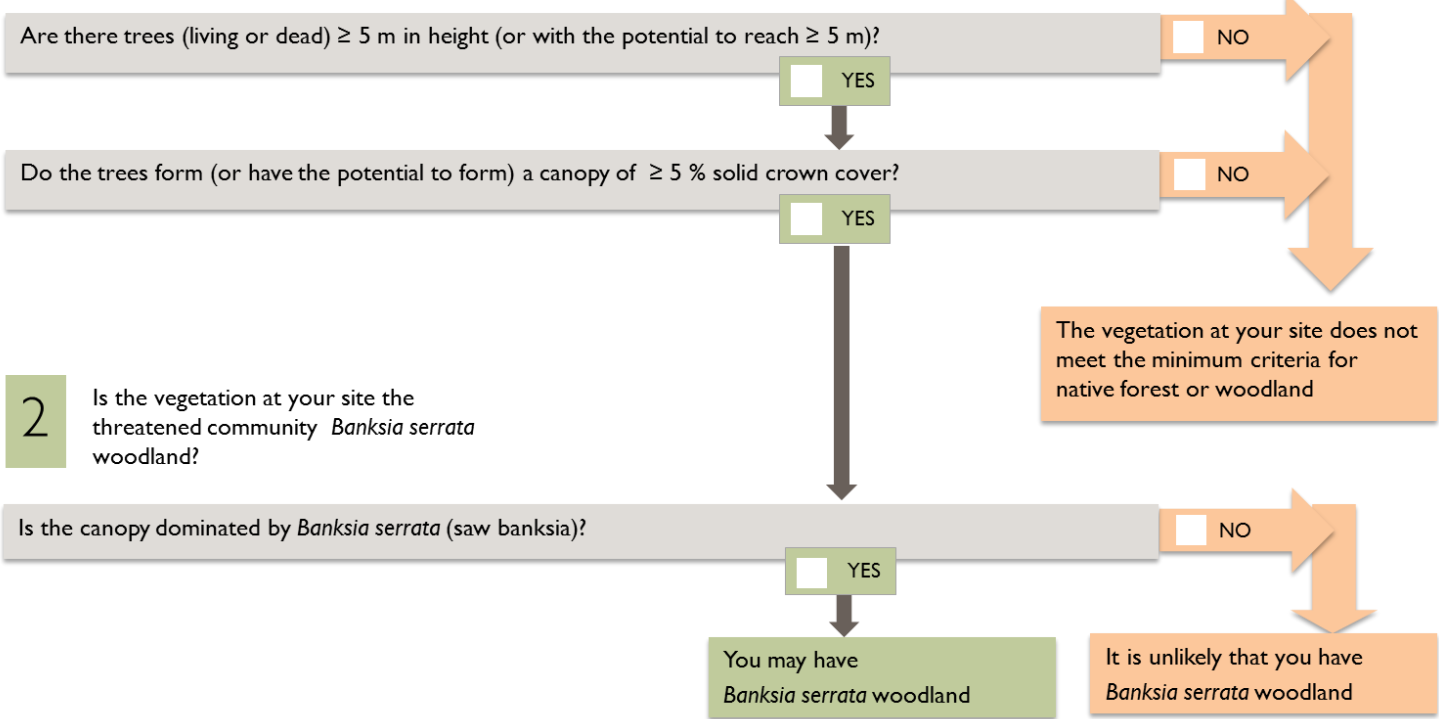 Are there trees (living or dead) ≥ 5 m in height (or with the potential to reach ≥ 5 m)?
NO
YES
Do the trees form (or have the potential to form) a canopy of ≥ 5 % solid crown cover?
NO
YES
The vegetation at your site does not
meet the minimum criteria for
native forest or woodland
2
Is the vegetation at your site the
threatened community Banksia serrata
woodland?
Is the canopy dominated by Banksia serrata (saw banksia)?
NO
YES
You may have
Banksia serrata woodland
It is unlikely that you have
Banksia serrata woodland